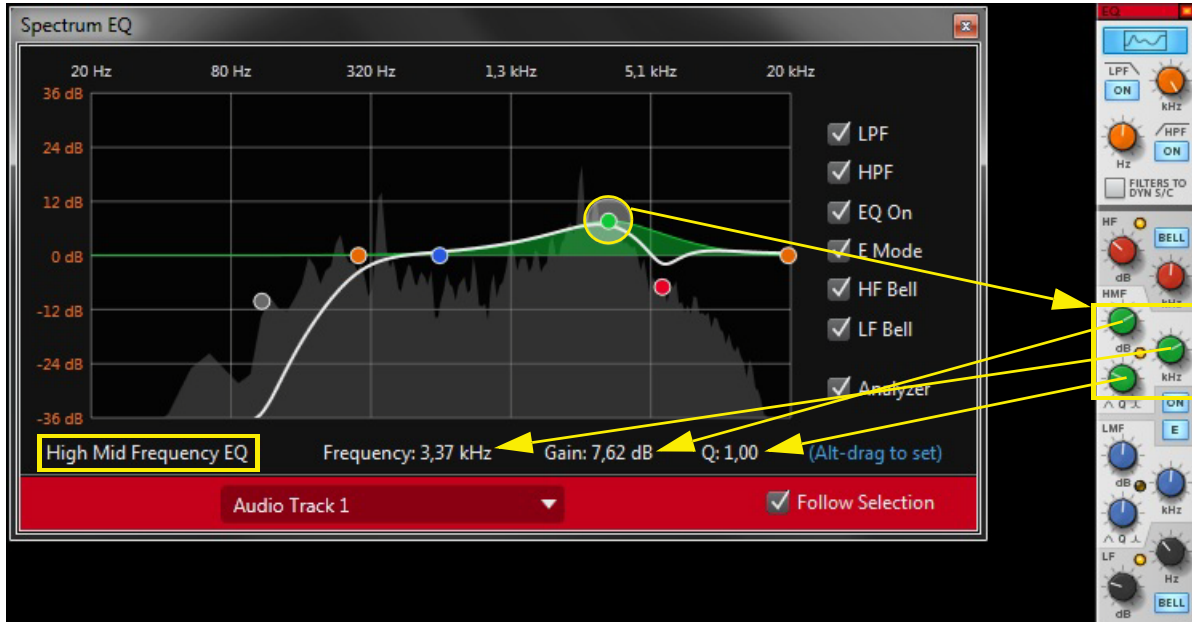 Spectrum EQ
20 Hz 80 Hz 320 Hz 1,3 kHz 5,1 kHz 20 kHz
36 dB
24 dB
12 dB
0 dB
-12 dB
-24 dB
-36 dB
LPF
HPF
EQ On
E Mode
HF Bell
LF Bell
Analyzer
High Mid Frequency EQ Frequency: 3,37 kHz Gain: 7,62 dB Q: 1,00 (Alt-drag to set)
Audio Track 1 Follow Selection
EQ
LPF
ON
kHz
HPF
ON
Hz
FILTERS TO
DYN S/C
HF
BELL
dB
HMF kHz
dB
kHz
Q
ON
LMF E
dB
kHz
Q
LF
Hz
BELL
dB